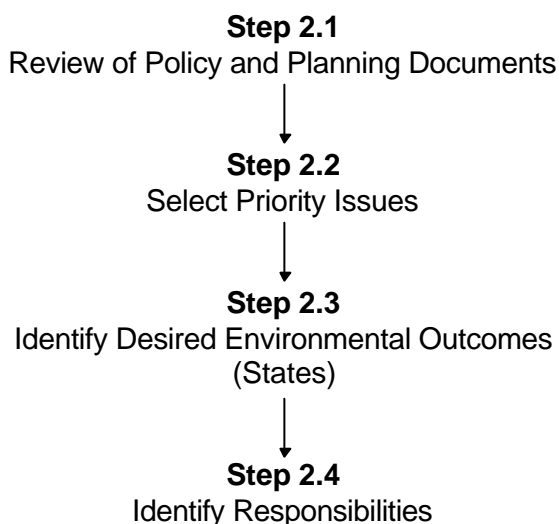 Step 2.1
Review of Policy and Planning Documents
Step 2.2
Select Priority Issues
Step 2.3
Identify Desired Environmental Outcomes
(States)
Step 2.4
Identify Responsibilities